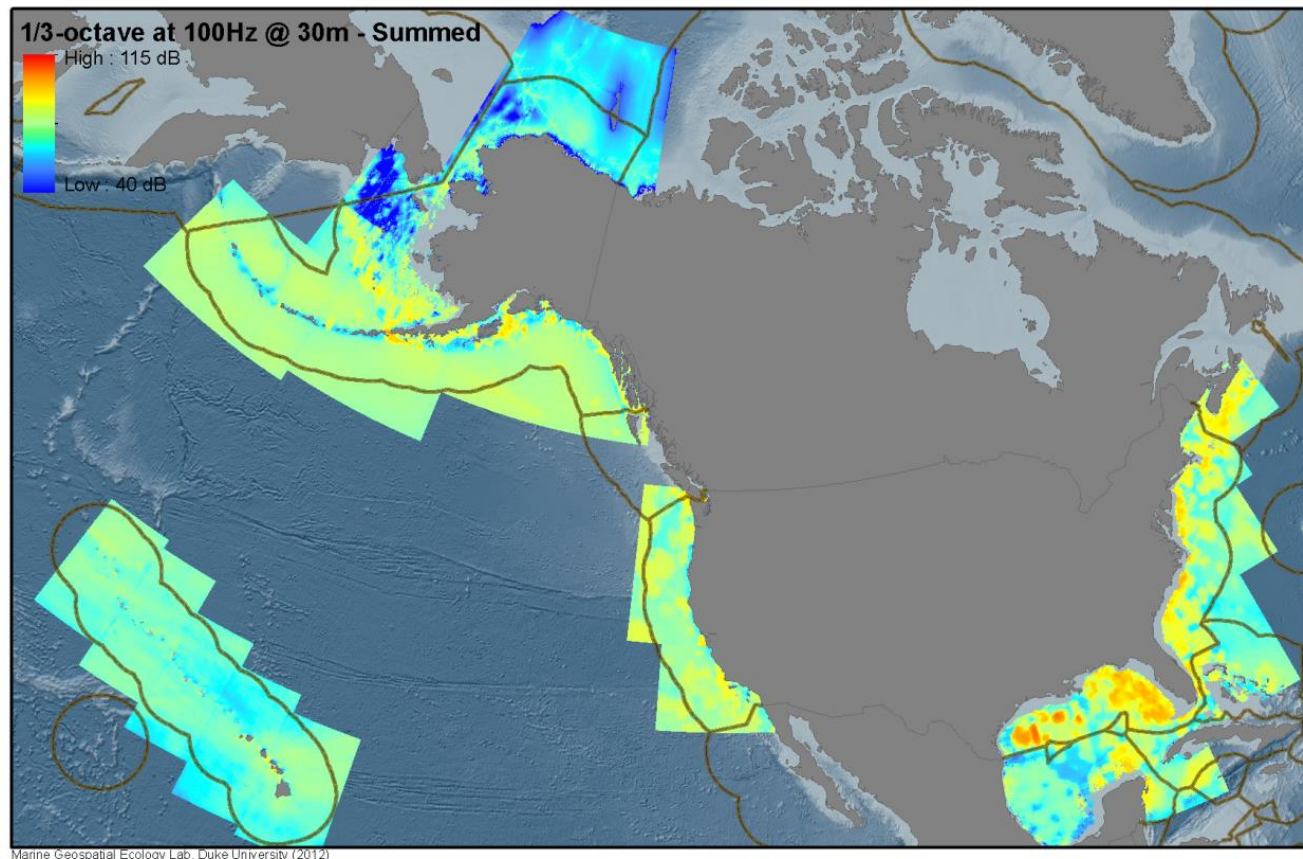 1/3-octave at 100Hz @ 30m - Summed
High : 115 dB
Low : 40 dB
Marine Geospatial Ecology Lab, Duke University (2012)